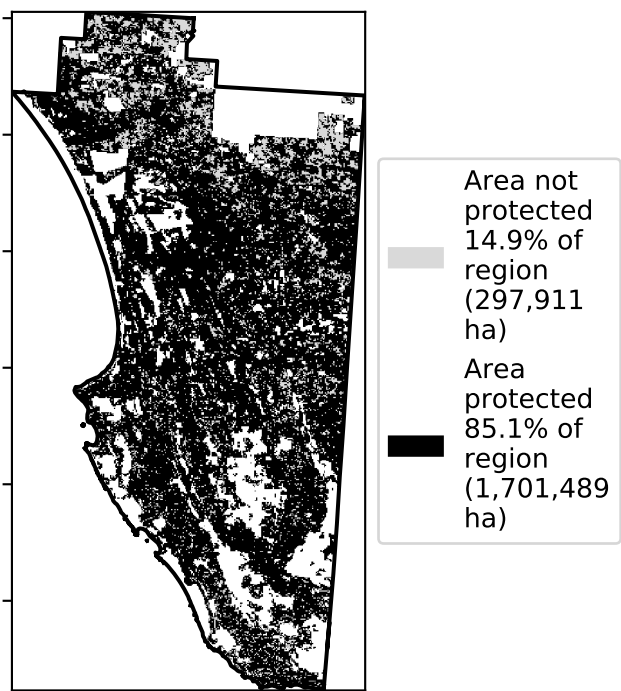 Area not
protected
14.9% of
region
(297,911
ha)
Area
protected
85.1% of
region
(1,701,489
ha)